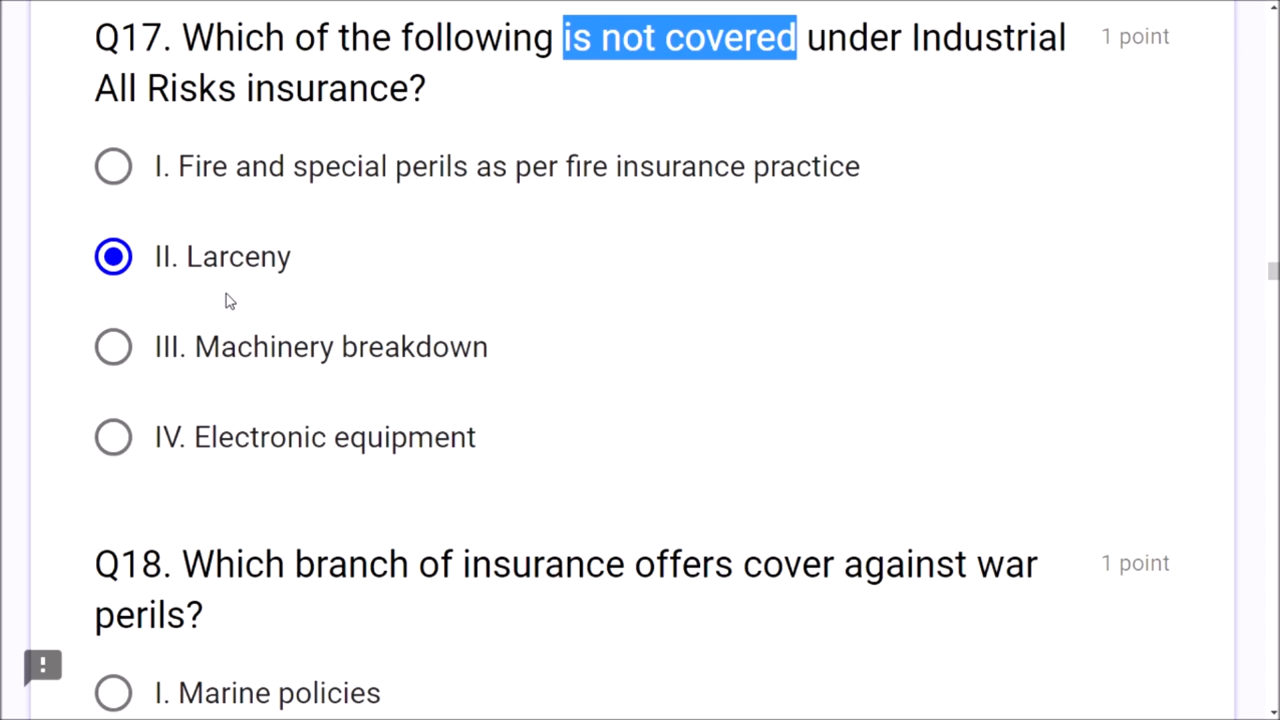 Q17. Which of the following is not covered under Industrial
1 point
All Risks insurance?
I. Fire and special perils as per fire insurance practice
II. Larceny
III. Machinery breakdown
IV. Electronic equipment
Q18. Which branch of insurance offers cover against war
1 point
perils?
!
I. Marine policies